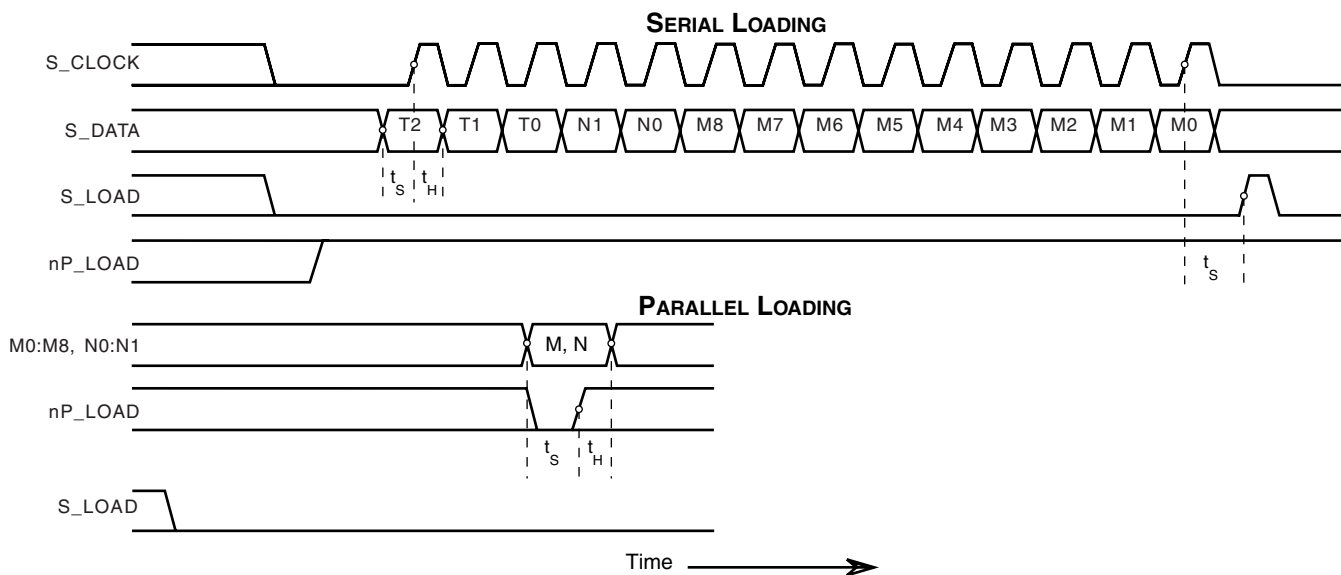 SERIAL LOADING
S_CLOCK
S_DATA T2 T1 T0 N1 N0 M8 M7 M6 M5 M4 M3 M2 M1 M0
tS tH
S_LOAD
nP_LOAD
tS
PARALLEL LOADING
M0:M8, N0:N1 M, N
nP_LOAD
tS tH
S_LOAD
Time